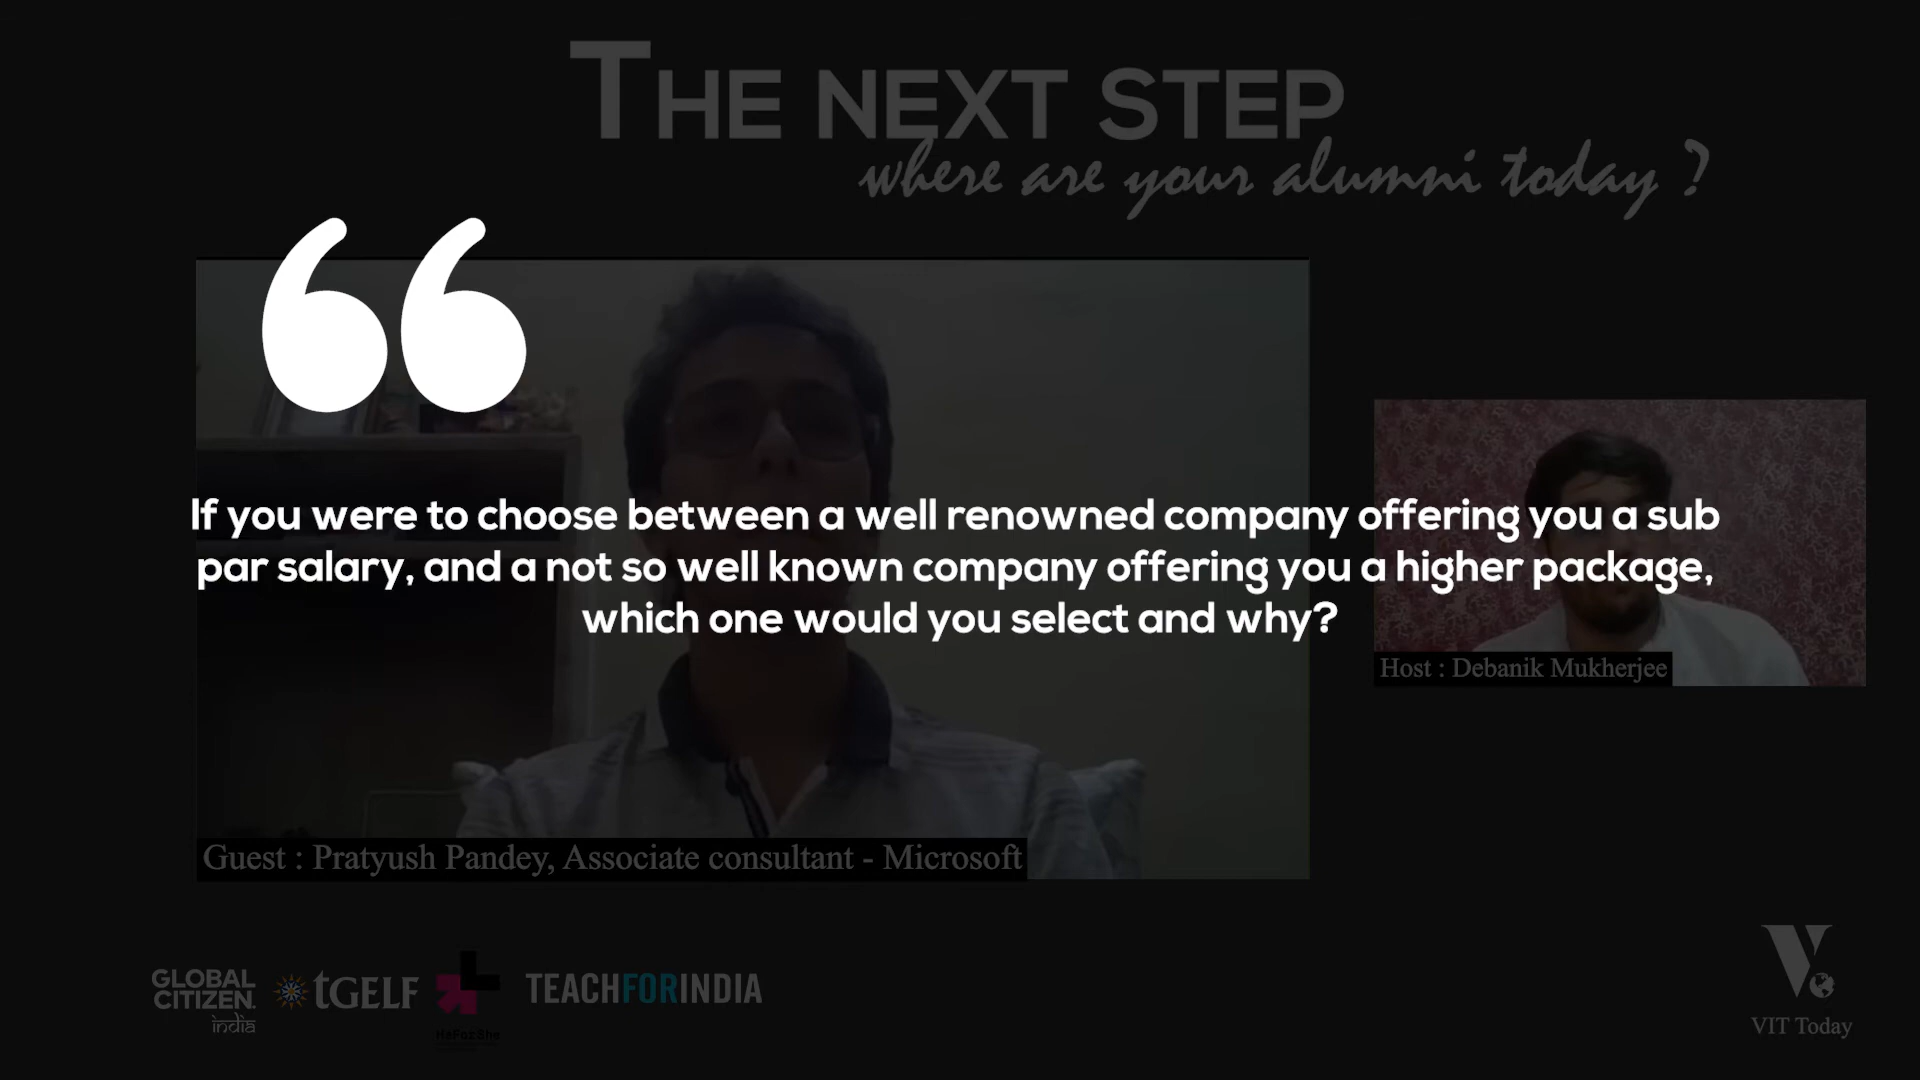 THE NEXT STEP
where are your alumni today ?
If you were to choose between a well renowned company offering you a sub
par salary, and a not so well known company offering you a higher package,
which one would you select and why?
Host : Debanik Mukherjee
Guest : Pratyush Pandey, Associate consultant - Microsoft
GLOBAL
CITIZEN.
india
tGELF
HeForShe
TEACHFORINDIA
VIT Today